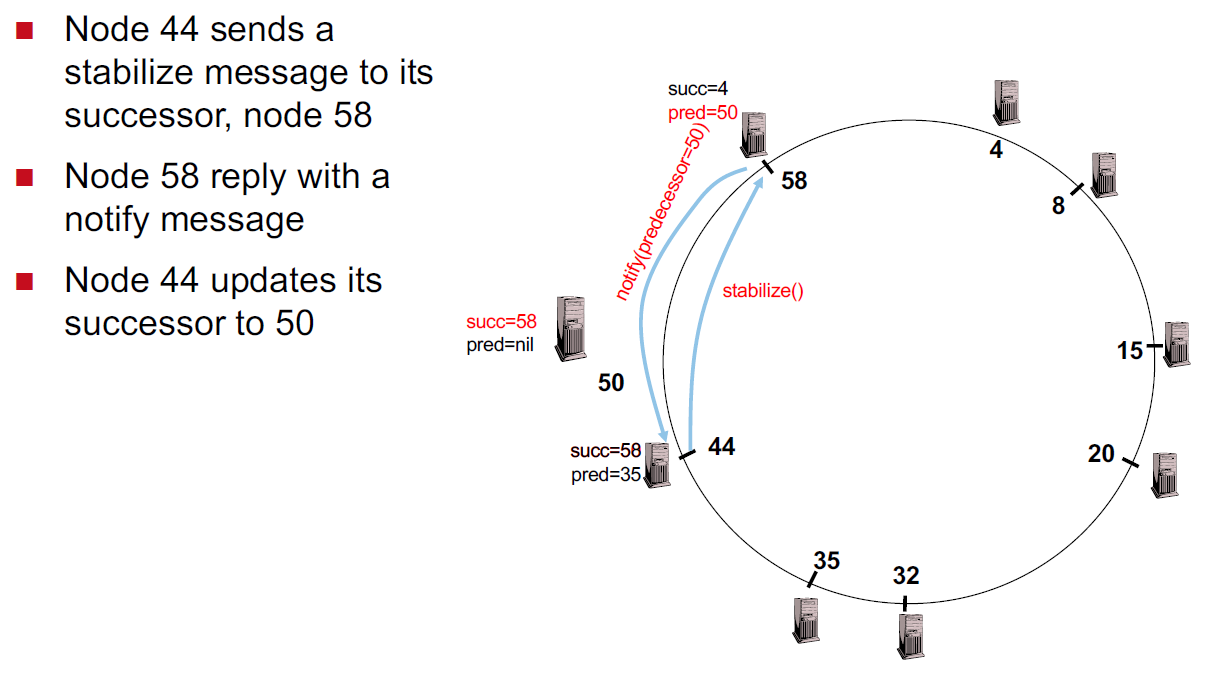 Node 44 sends a
stabilize message to its
successor, node 58
Node 58 reply with a
notify message
Node 44 updates its
successor to 50
succ=4
pred=50
notify(predecessor=50)
stabilize()
succ=58
pred=nil
50
succ=58
pred=35
44
58
4
8
15
20
32
35